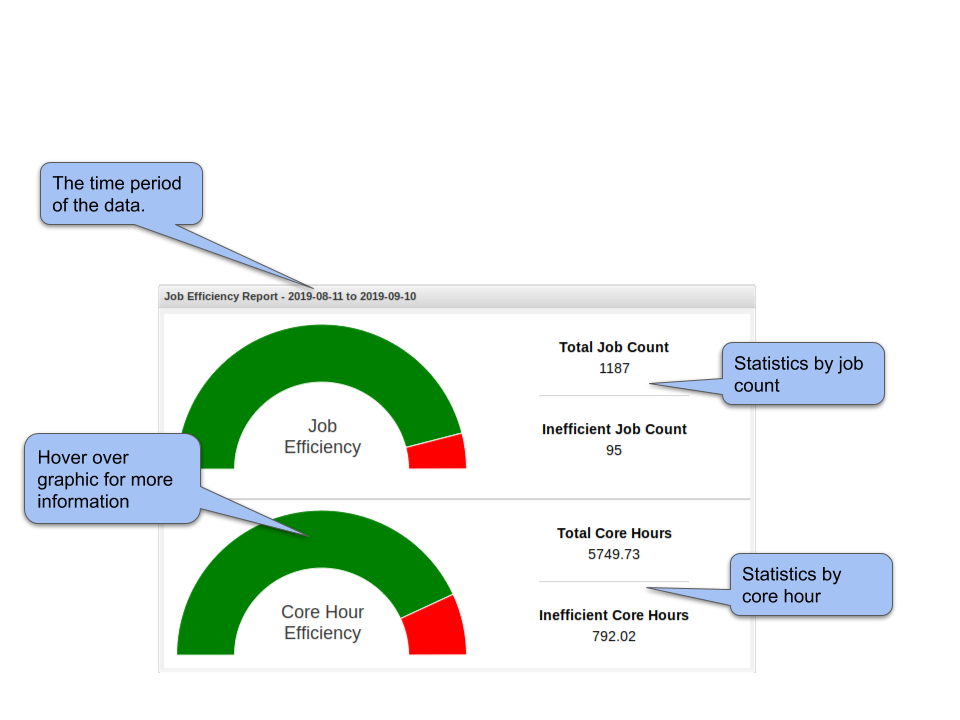 The time period
of the data.
Job Efficiency Report - 2019-08-11 to 2019-09-10
Job
Efficiency
Total Job Count
1187
Statistics by job
count
Inefficient Job Count
95
Hover over
graphic for more
information
Core Hour
Efficiency
Total Core Hours
5749.73
Statistics by
core hour
Inefficient Core Hours
792.02